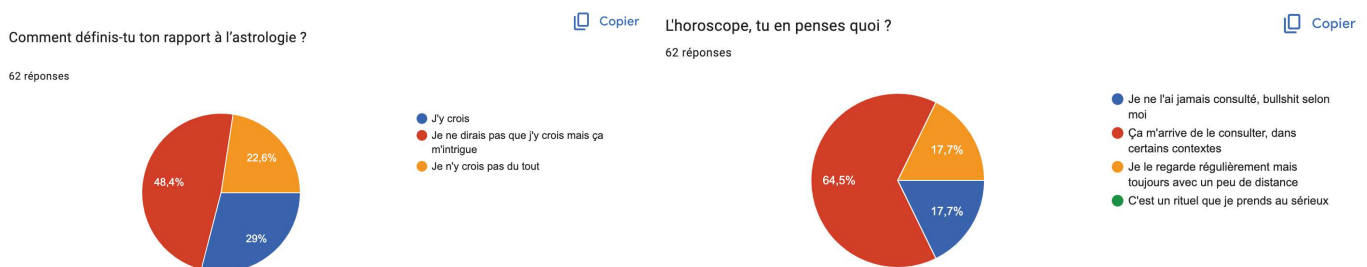 Copier
Comment définis-tu ton rapport à l’astrologie ?
62 réponses
J'y crois
Je ne dirais pas que j'y crois mais ça
m'intrigue
Je n'y crois pas du tout
22,6%
48,4%
29%
Copier
L'horoscope, tu en penses quoi ?
62 réponses
Je ne l'ai jamais consulté, bullshit selon
moi
Ça m'arrive de le consulter, dans
certains contextes
Je le regarde régulièrement mais
toujours avec un peu de distance
C'est un rituel que je prends au sérieux
17,7%
64,5%
17,7%